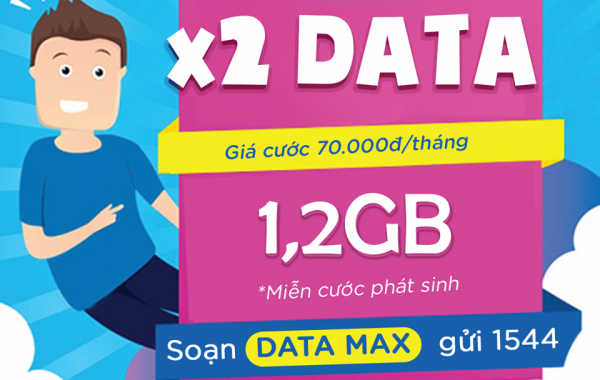 x2 DATA
Giá cước 70.000đ/tháng
1,2GB
*Miễn cước phát sinh
Soạn DATA MAX gửi 1544